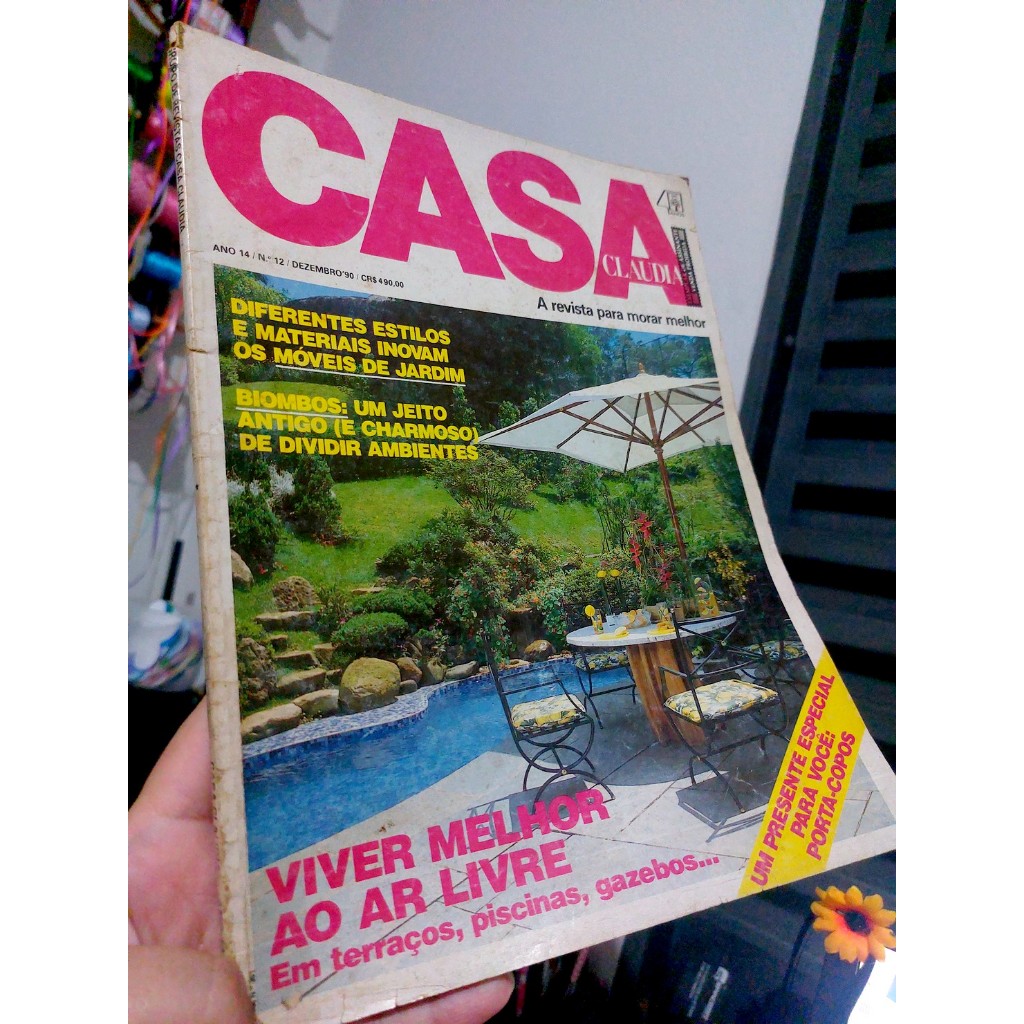 CASA
CLAUDIA
ANO 14 / N.º 12 / DEZEMBRO'90 / CR$ 490,00
A revista para morar melhor
DIFERENTES ESTILOS
E MATERIAIS INOVAM
OS MÓVEIS DE JARDIM
BIOMBOS: UM JEITO
ANTIGO (E CHARMOSO)
DE DIVIDIR AMBIENTES
UM PRESENTE ESPECIAL
PARA VOCÊ:
PORTA-COPOS
VIVER MELHOR
AO AR LIVRE
Em terraços, piscinas, gazebos...